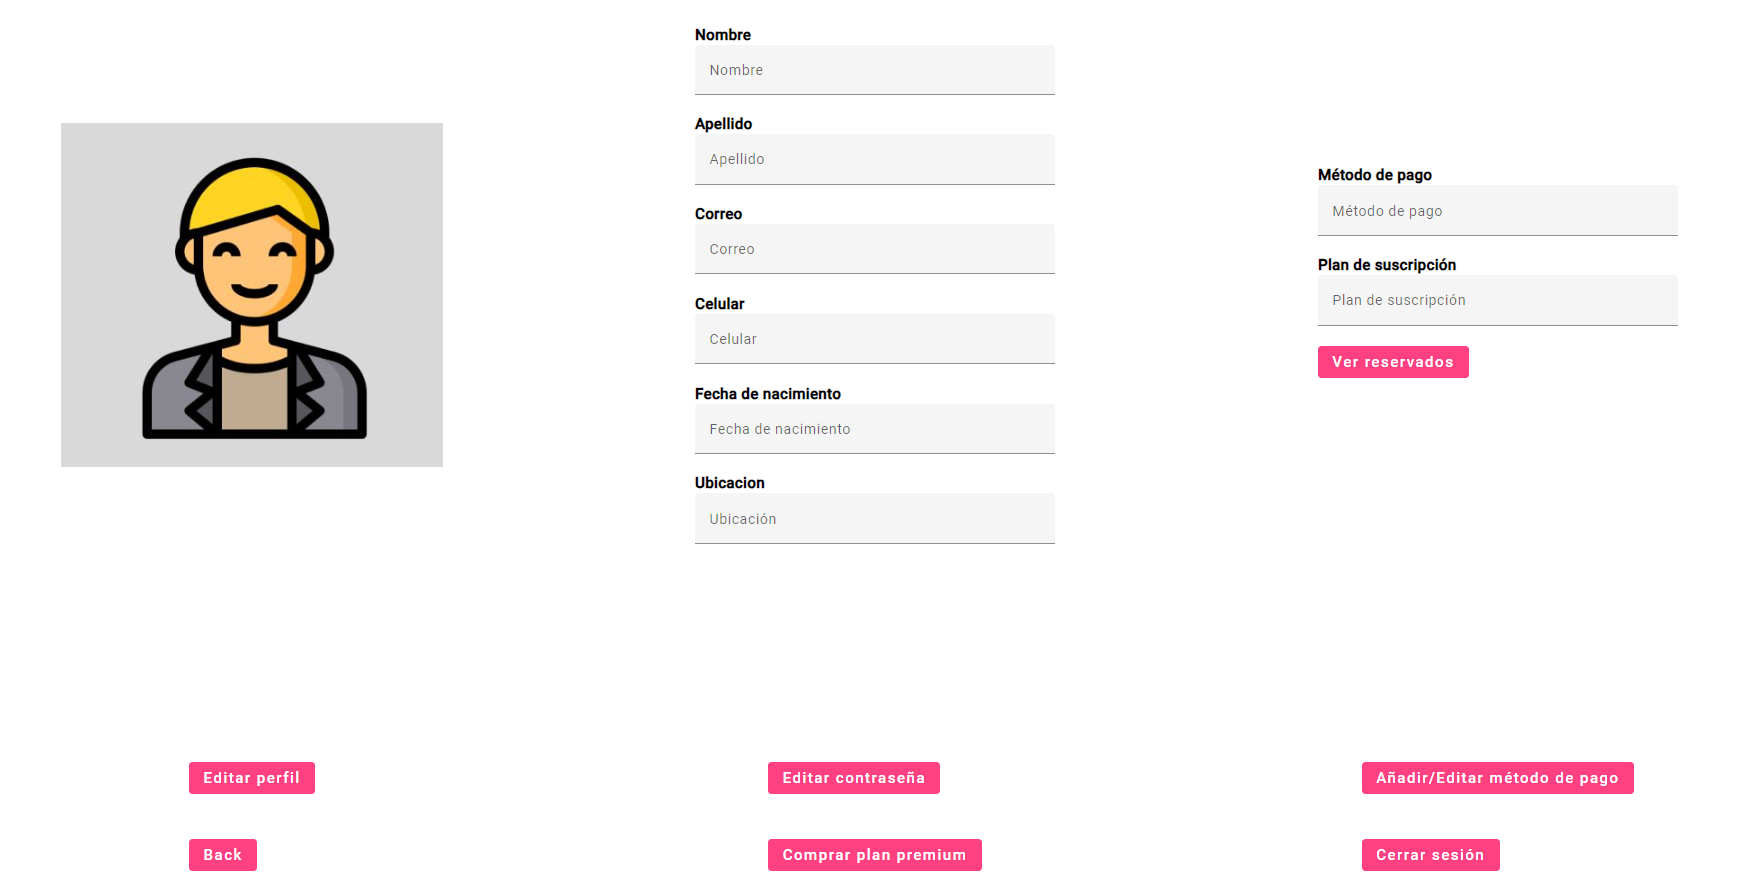 Nombre
Nombre
Apellido
Apellido
Correo
Correo
Celular
Celular
Fecha de nacimiento
Fecha de nacimiento
Ubicacion
Ubicación
Método de pago
Método de pago
Plan de suscripción
Plan de suscripción
Ver reservados
Editar perfil
Editar contraseña
Añadir/Editar método de pago
Back
Comprar plan premium
Cerrar sesión